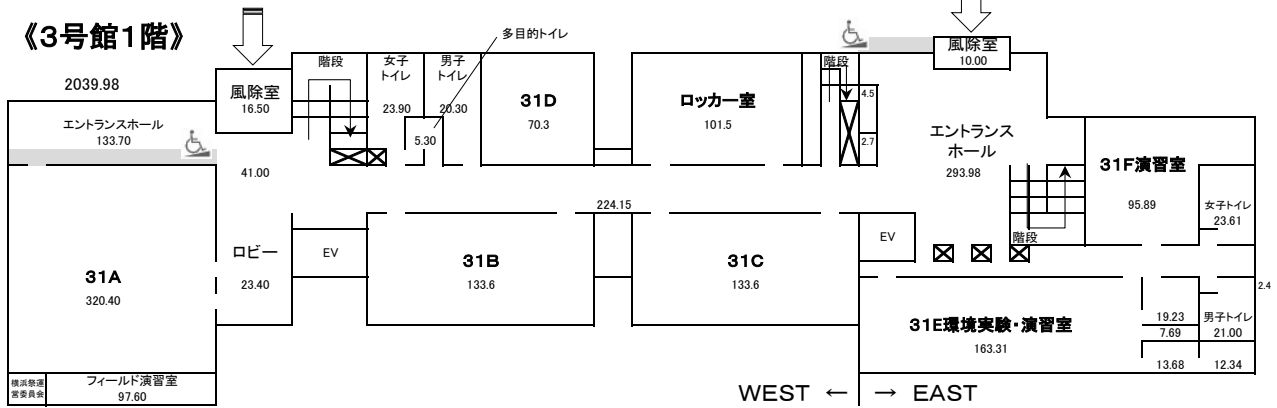 《3号館1階》
2039.98
エントランスホール
133.70
風除室
16.50
階段
女子
トイレ
23.90
男子
トイレ
20.30
多目的トイレ
5.30
31D
70.3
ロッカー室
101.5
階段
4.5
2.7
風除室
10.00
エントランス
ホール
293.98
31F演習室
95.89
女子トイレ
23.61
41.00
224.15
31A
320.40
ロビー
23.40
EV
31B
133.6
31C
133.6
EV
階段
2.4
31E環境実験・演習室
163.31
19.23
7.69
男子トイレ
21.00
13.68
12.34
横浜祭運
営委員会
フィールド演習室
97.60
WEST ← → EAST